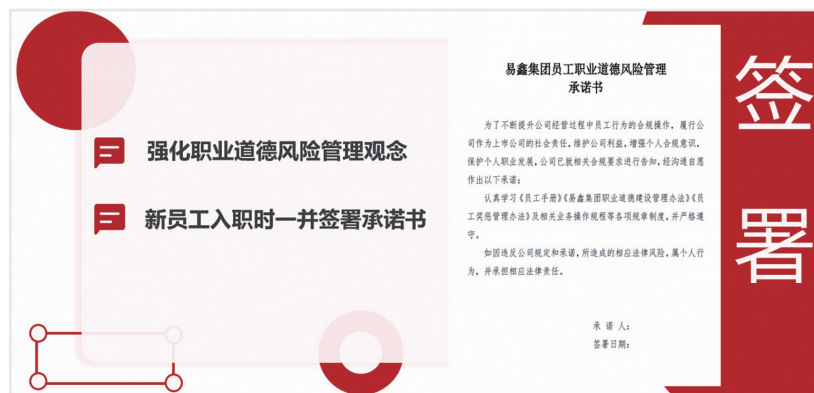 强化职业道德风险管理观念
新员工入职时一并签署承诺书
易鑫集团员工职业道德风险管理
承诺书
为了不断提升公司经营过程中员工行为的合规操作，履行公
司作为上市公司的社会责任，维护公司利益，增强个人合规意识，
保护个人职业发展，公司已就相关合规要求进行告知，经沟通自愿
作出以下承诺：
认真学习《员工手册》《易鑫集团职业道德建设管理办法》《员
工奖惩管理办法》及相关业务操作规程等各项规章制度，并严格遵
守。
如因违反公司规定和承诺，所造成的相应法律风险，属个人行
为，并承担相应法律责任。
承 诺 人：
签署日期：
签
署